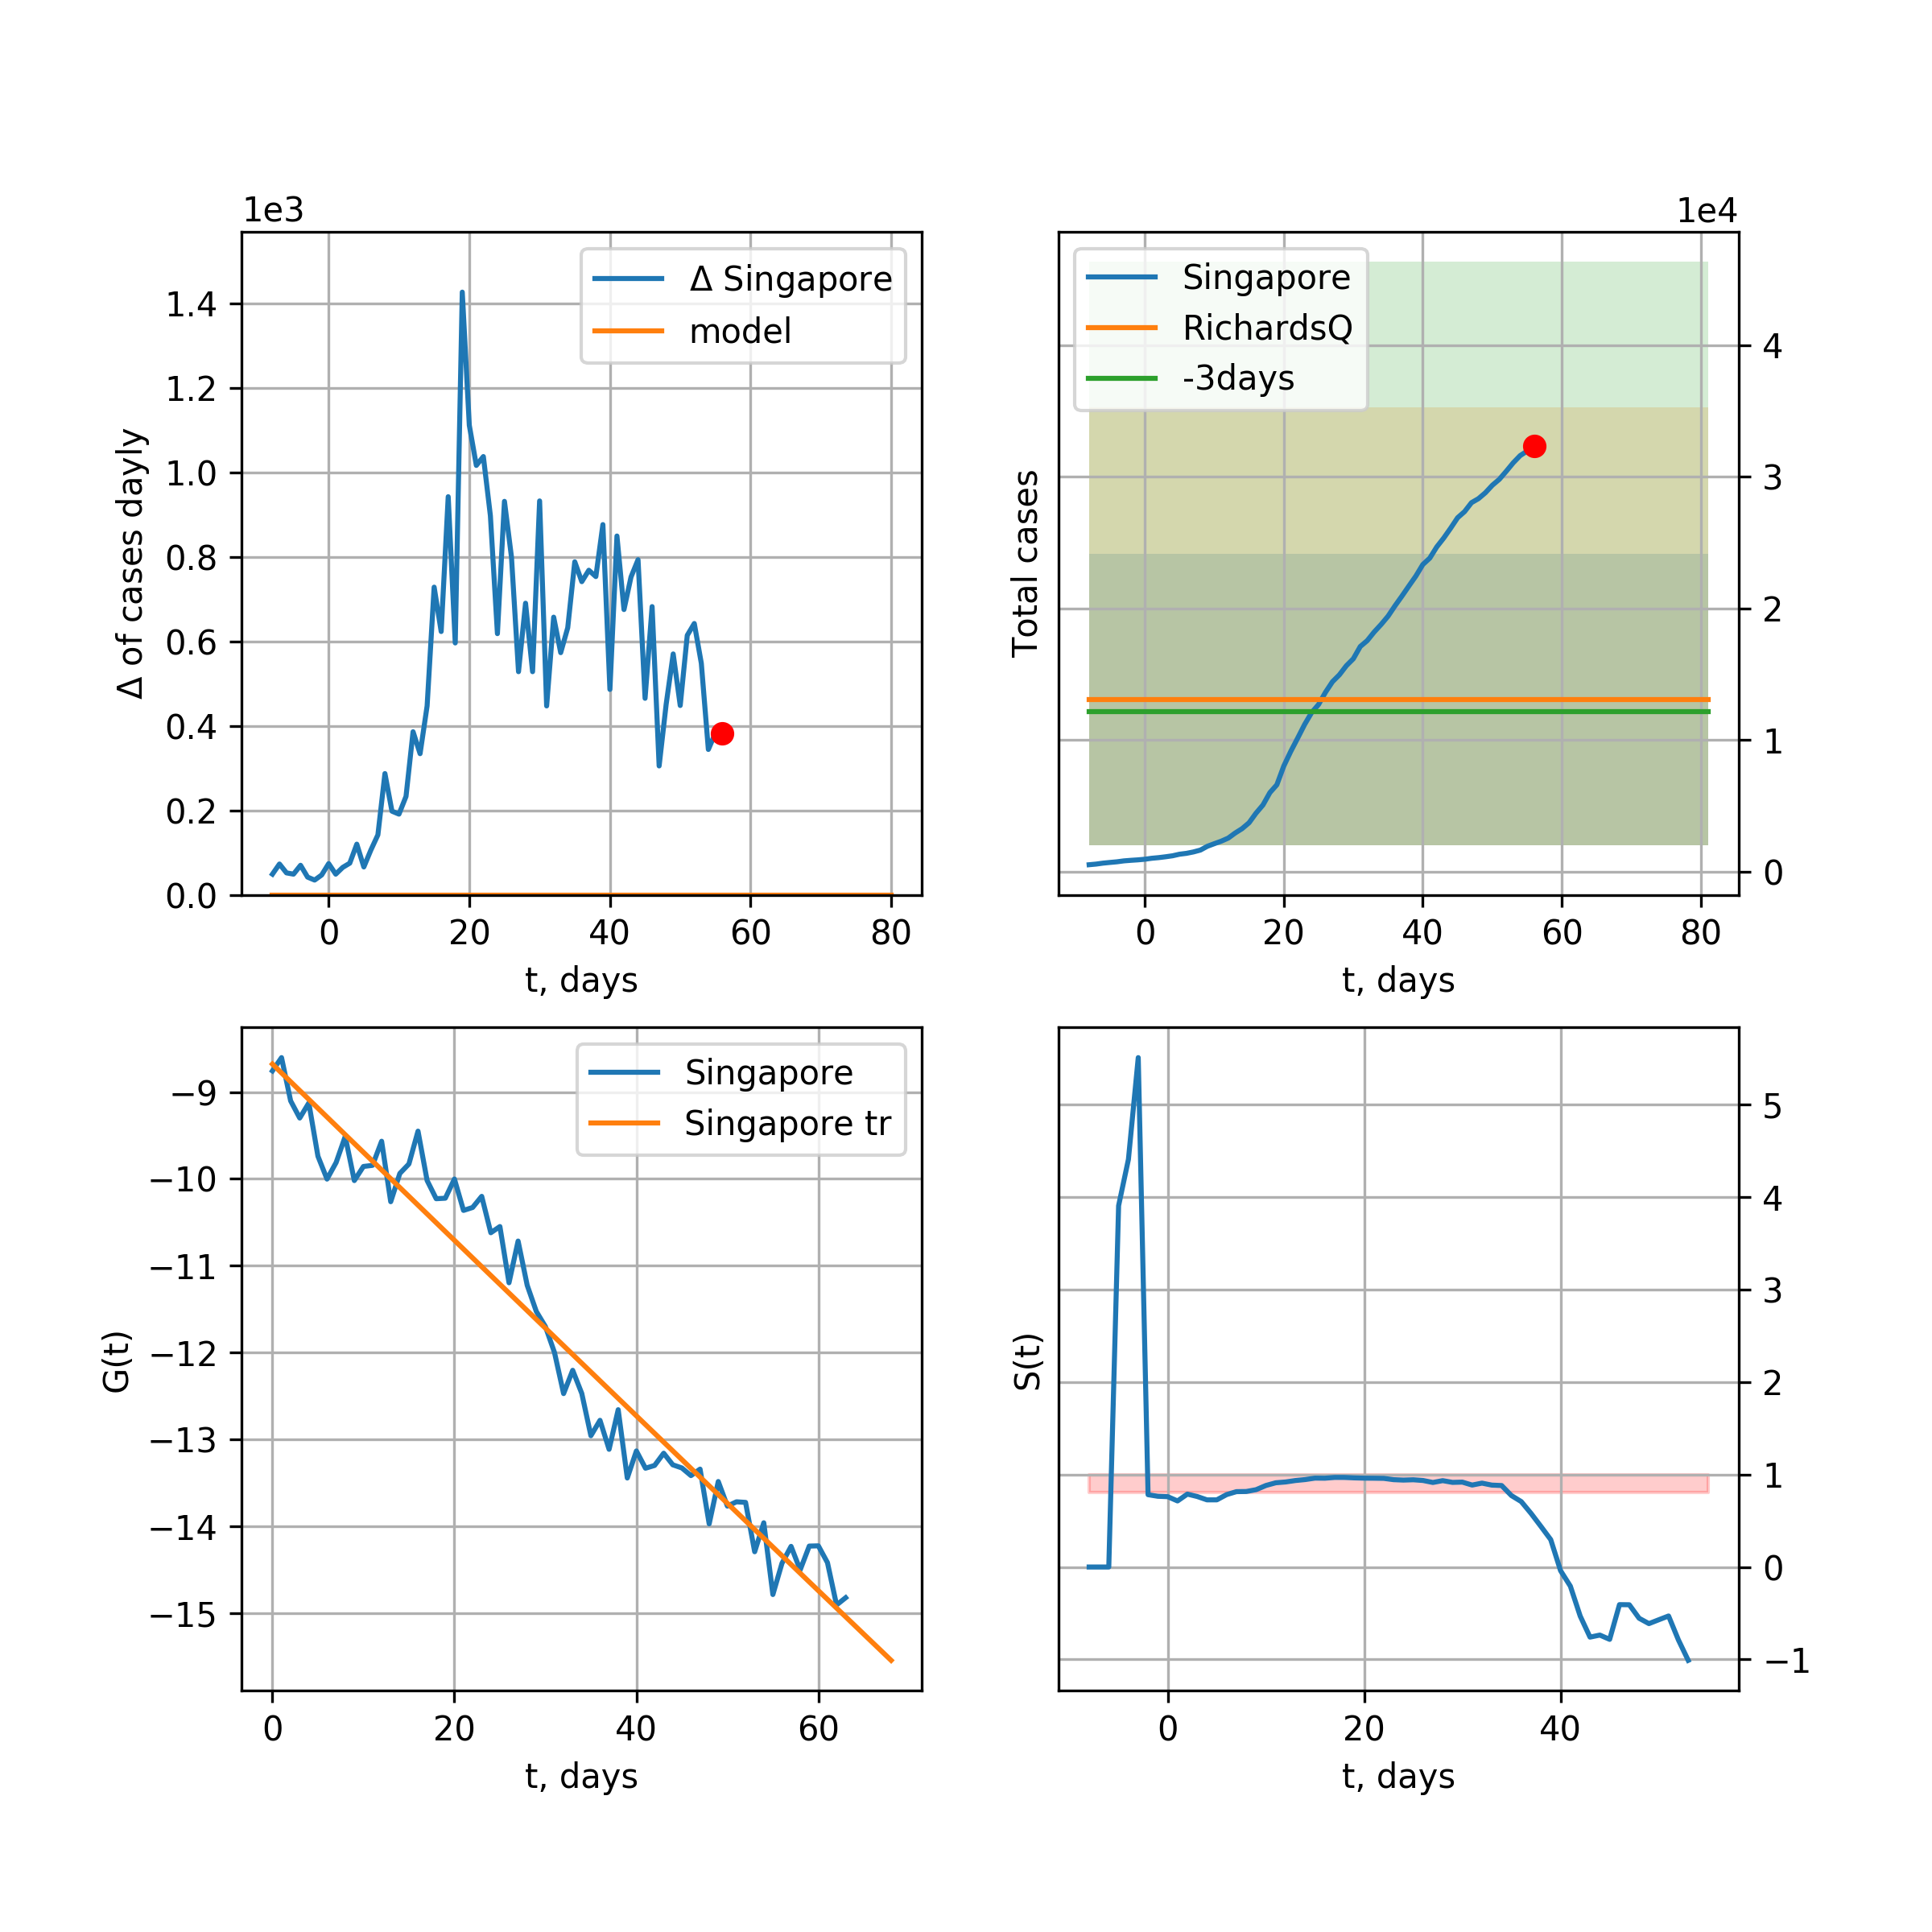 1e3
Δ Singapore
model
1.4
1.2
1.0
0.8
0.6
0.4
0.2
0.0
Δ of cases dayly
0 20 40 60 80
t, days
1e4
Singapore
RichardsQ
-3days
4
3
2
1
0
Total cases
0 20 40 60 80
t, days
Singapore
Singapore tr
−9
−10
−11
−12
−13
−14
−15
G(t)
0 20 40 60
t, days
5
4
3
2
1
0
−1
S(t)
0 20 40
t, days